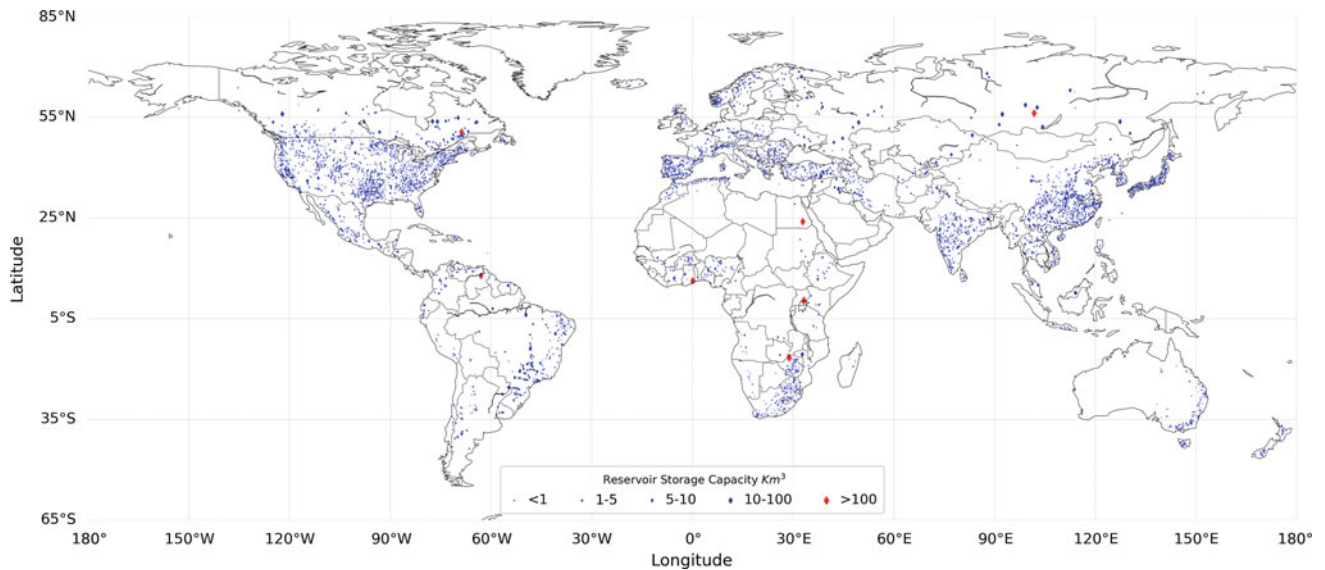 85°N
55°N
25°N
5°S
35°S
65°S
Latitude
180°
150°W
120°W
90°W
60°W
30°W
0°
30°E
60°E
90°E
120°E
150°E
180°
Longitude
Reservoir Storage Capacity Km³
<1 1-5 5-10 10-100 >100